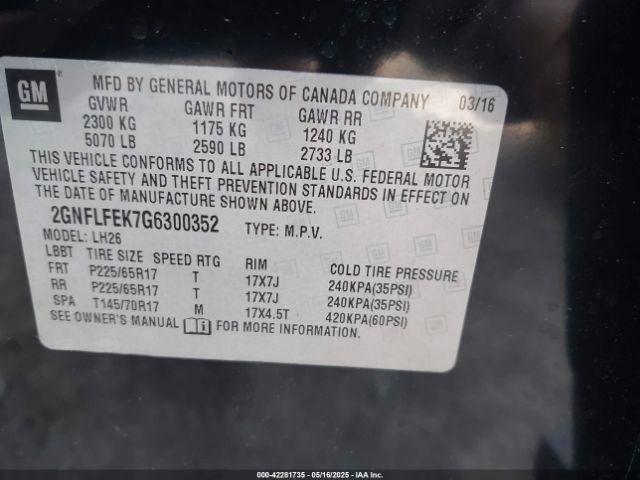 GM ®
MFD BY GENERAL MOTORS OF CANADA COMPANY 03/16
GVWR GAWR FRT GAWR RR
2300 KG 1175 KG 1240 KG
5070 LB 2590 LB 2733 LB
THIS VEHICLE CONFORMS TO ALL APPLICABLE U.S. FEDERAL MOTOR
VEHICLE SAFETY AND THEFT PREVENTION STANDARDS IN EFFECT ON
THE DATE OF MANUFACTURE SHOWN ABOVE.
2GNFLFEK7G6300352 TYPE: M.P.V.
MODEL: LH26
LBBT TIRE SIZE SPEED RTG RIM COLD TIRE PRESSURE
FRT P225/65R17 T 17X7J 240KPA(35PSI)
RR P225/65R17 T 17X7J 240KPA(35PSI)
SPA T145/70R17 M 17X4.5T 420KPA(60PSI)
SEE OWNER'S MANUAL FOR MORE INFORMATION.
000-42281735 - 05/16/2025 - IAAI.COM